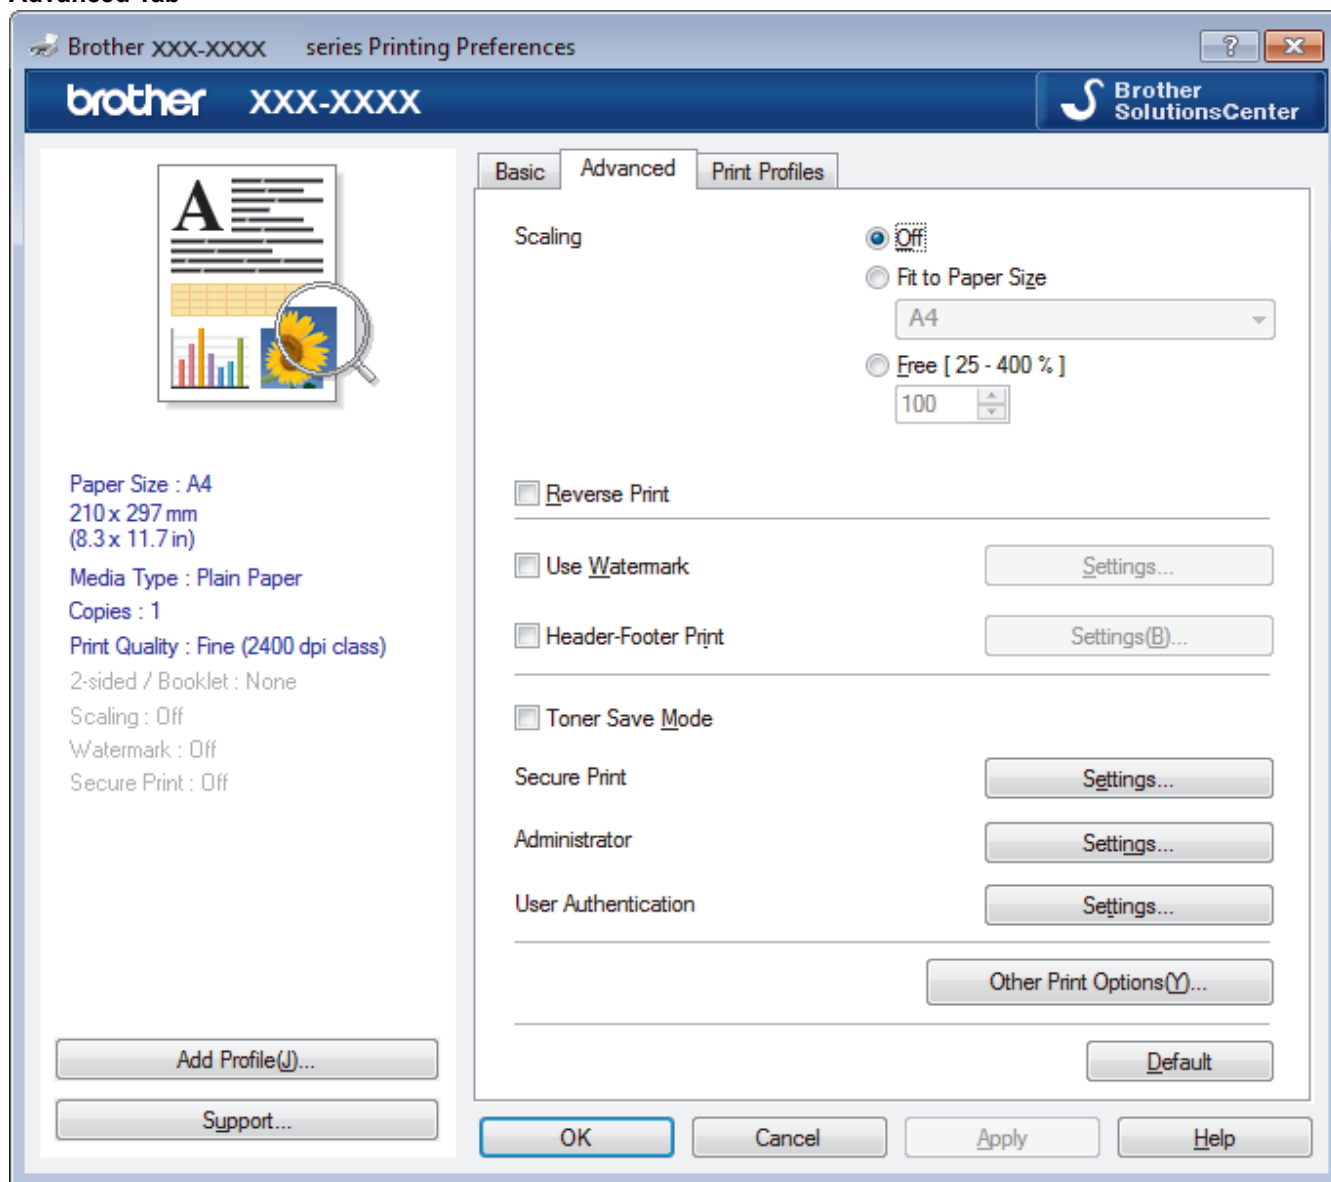 Advanced Tab
Brother XXX-XXXX series Printing Preferences
brother XXX-XXXX
Brother
SolutionsCenter
A
Paper Size : A4
210 x 297 mm
(8.3 x 11.7 in)
Media Type : Plain Paper
Copies : 1
Print Quality : Fine (2400 dpi class)
2-sided / Booklet : None
Scaling : Off
Watermark : Off
Secure Print : Off
Add Profile(J)...
Support...
Basic Advanced Print Profiles
Scaling
Off
Fit to Paper Size
A4
Free [ 25 - 400 % ]
100
Reverse Print
Use Watermark Settings...
Header-Footer Print Settings(B)...
Toner Save Mode
Secure Print Settings...
Administrator Settings...
User Authentication Settings...
Other Print Options(Y)...
Default
OK Cancel Apply Help